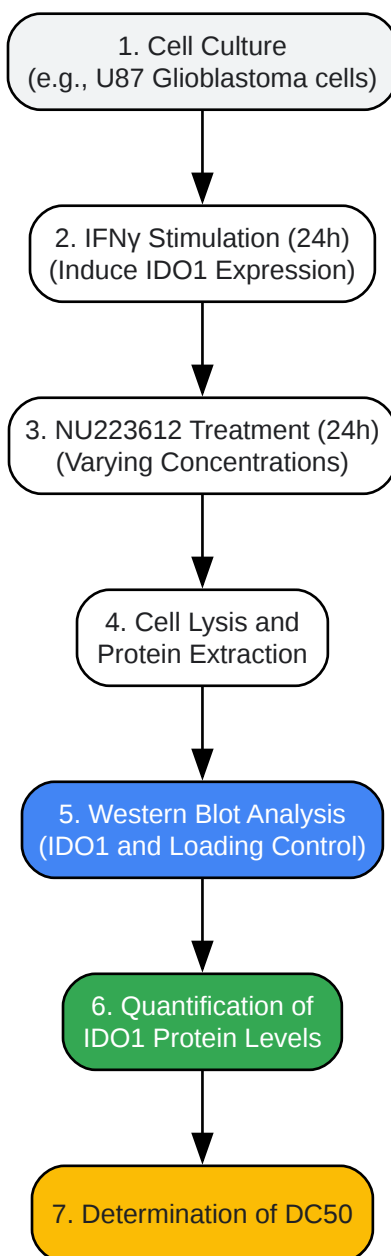 1. Cell Culture
(e.g., U87 Glioblastoma cells)
2. IFNγ Stimulation (24h)
(Induce IDO1 Expression)
3. NU223612 Treatment (24h)
(Varying Concentrations)
4. Cell Lysis and
Protein Extraction
5. Western Blot Analysis
(IDO1 and Loading Control)
6. Quantification of
IDO1 Protein Levels
7. Determination of DC50